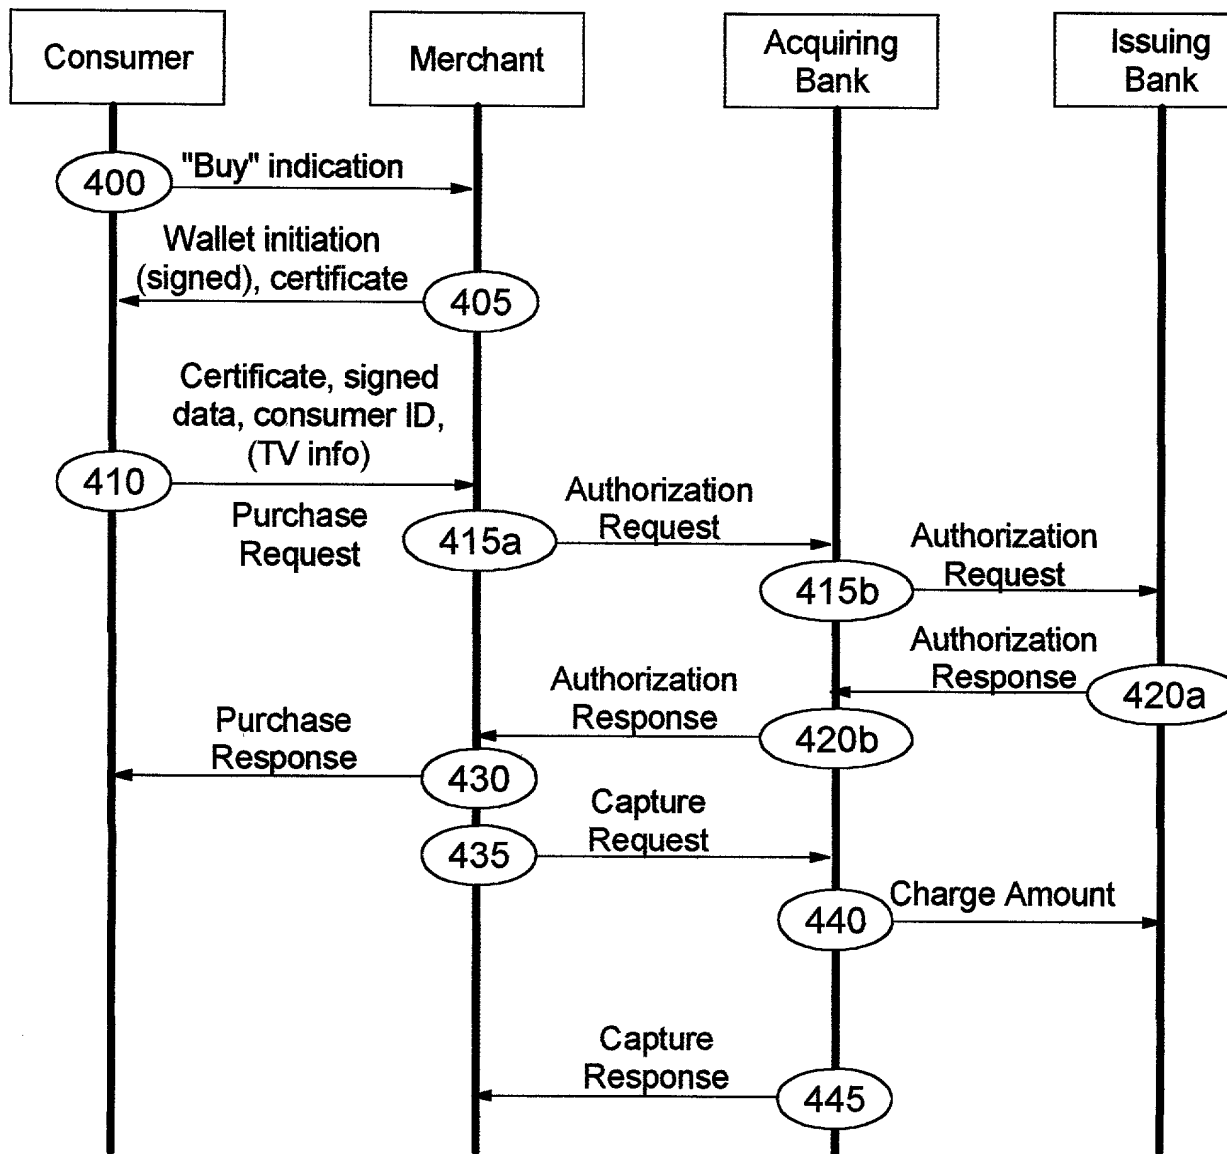 Consumer
Merchant
Acquiring
Bank
Issuing
Bank
400
"Buy" indication
Wallet initiation
(signed), certificate
405
Certificate, signed
data, consumer ID,
(TV info)
410
Purchase
Request
415a
Authorization
Request
415b
Authorization
Request
Authorization
Response
420a
Authorization
Response
420b
Purchase
Response
430
Capture
Request
435
440
Charge Amount
Capture
Response
445